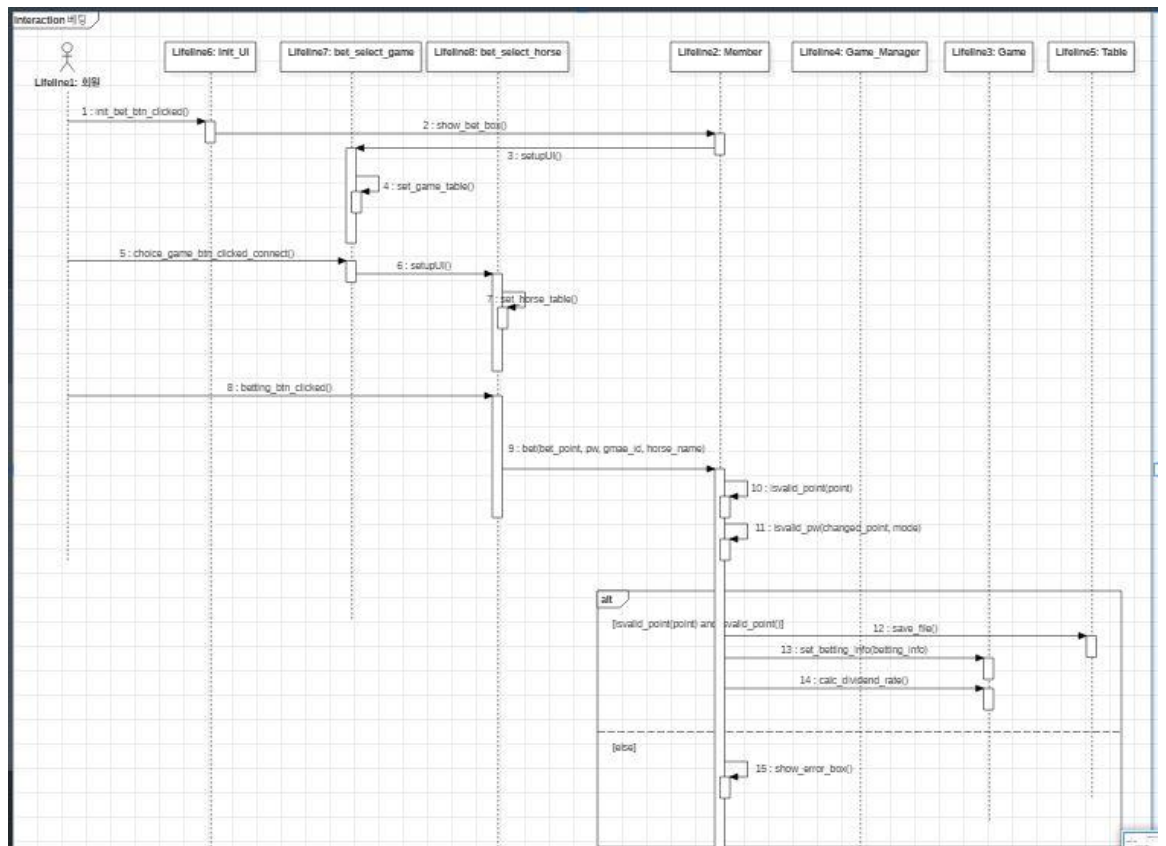 Interaction 베딩
Lifeline1: 회원
Lifeline6: Init_UI
Lifeline7: bet_select_game
Lifeline8: bet_select_horse
Lifeline2: Member
Lifeline4: Game_Manager
Lifeline3: Game
Lifeline5: Table
1 : init_bet_btn_clicked()
2 : show_bet_box()
3 : setupUI()
4 : set_game_table()
5 : choice_game_btn_clicked_connect()
6 : setupUI()
7 : set_horse_table()
8 : betting_btn_clicked()
9 : bet(bet_point, pw, gmae_id, horse_name)
10 : isvalid_point(point)
11 : isvalid_pw(changed_point, mode)
alt
[isvalid_point(point) and isvalid_point()]
12 : save_file()
13 : set_betting_info(betting_info)
14 : calc_dividend_rate()
[else]
15 : show_error_box()